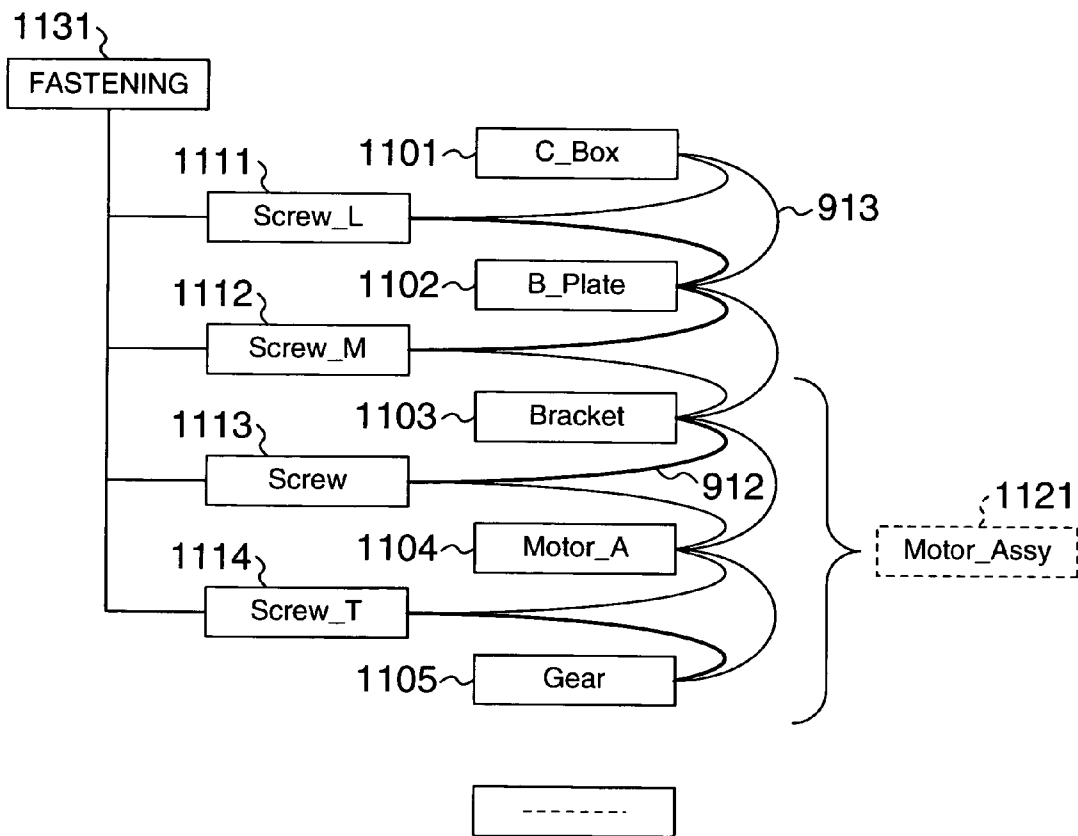 1131
FASTENING
1101
C_Box
1111
Screw_L
913
1102
B_Plate
1112
Screw_M
1103
Bracket
1113
Screw
912
1121
Motor_Assy
1104
Motor_A
1114
Screw_T
1105
Gear